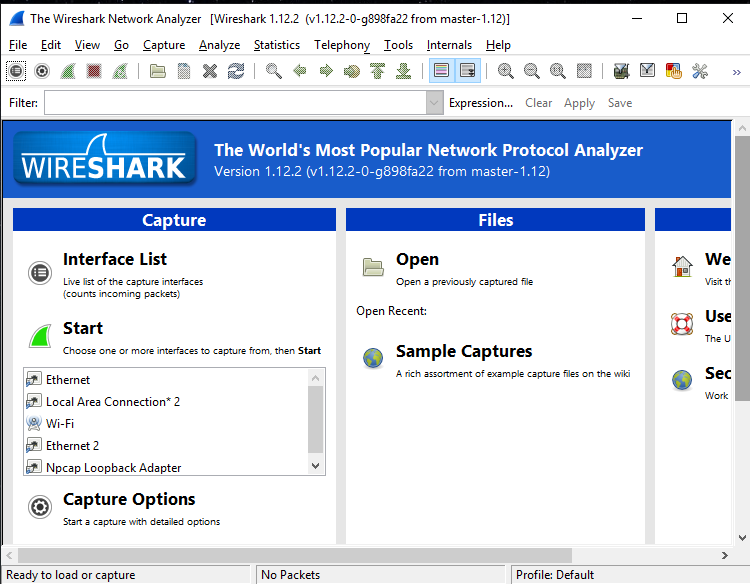 The Wireshark Network Analyzer [Wireshark 1.12.2 (v1.12.2-0-g898fa22 from master-1.12)]
File Edit View Go Capture Analyze Statistics Telephony Tools Internals Help
Filter: Expression... Clear Apply Save
WIRESHARK
The World's Most Popular Network Protocol Analyzer
Version 1.12.2 (v1.12.2-0-g898fa22 from master-1.12)
Capture
Interface List
Live list of the capture interfaces
(counts incoming packets)
Start
Choose one or more interfaces to capture from, then Start
Ethernet
Local Area Connection* 2
Wi-Fi
Ethernet 2
Npcap Loopback Adapter
Capture Options
Start a capture with detailed options
Files
Open
Open a previously captured file
Open Recent:
Sample Captures
A rich assortment of example capture files on the wiki
We
Visit th
Use
The U
Sec
Work
Ready to load or capture
No Packets
Profile: Default